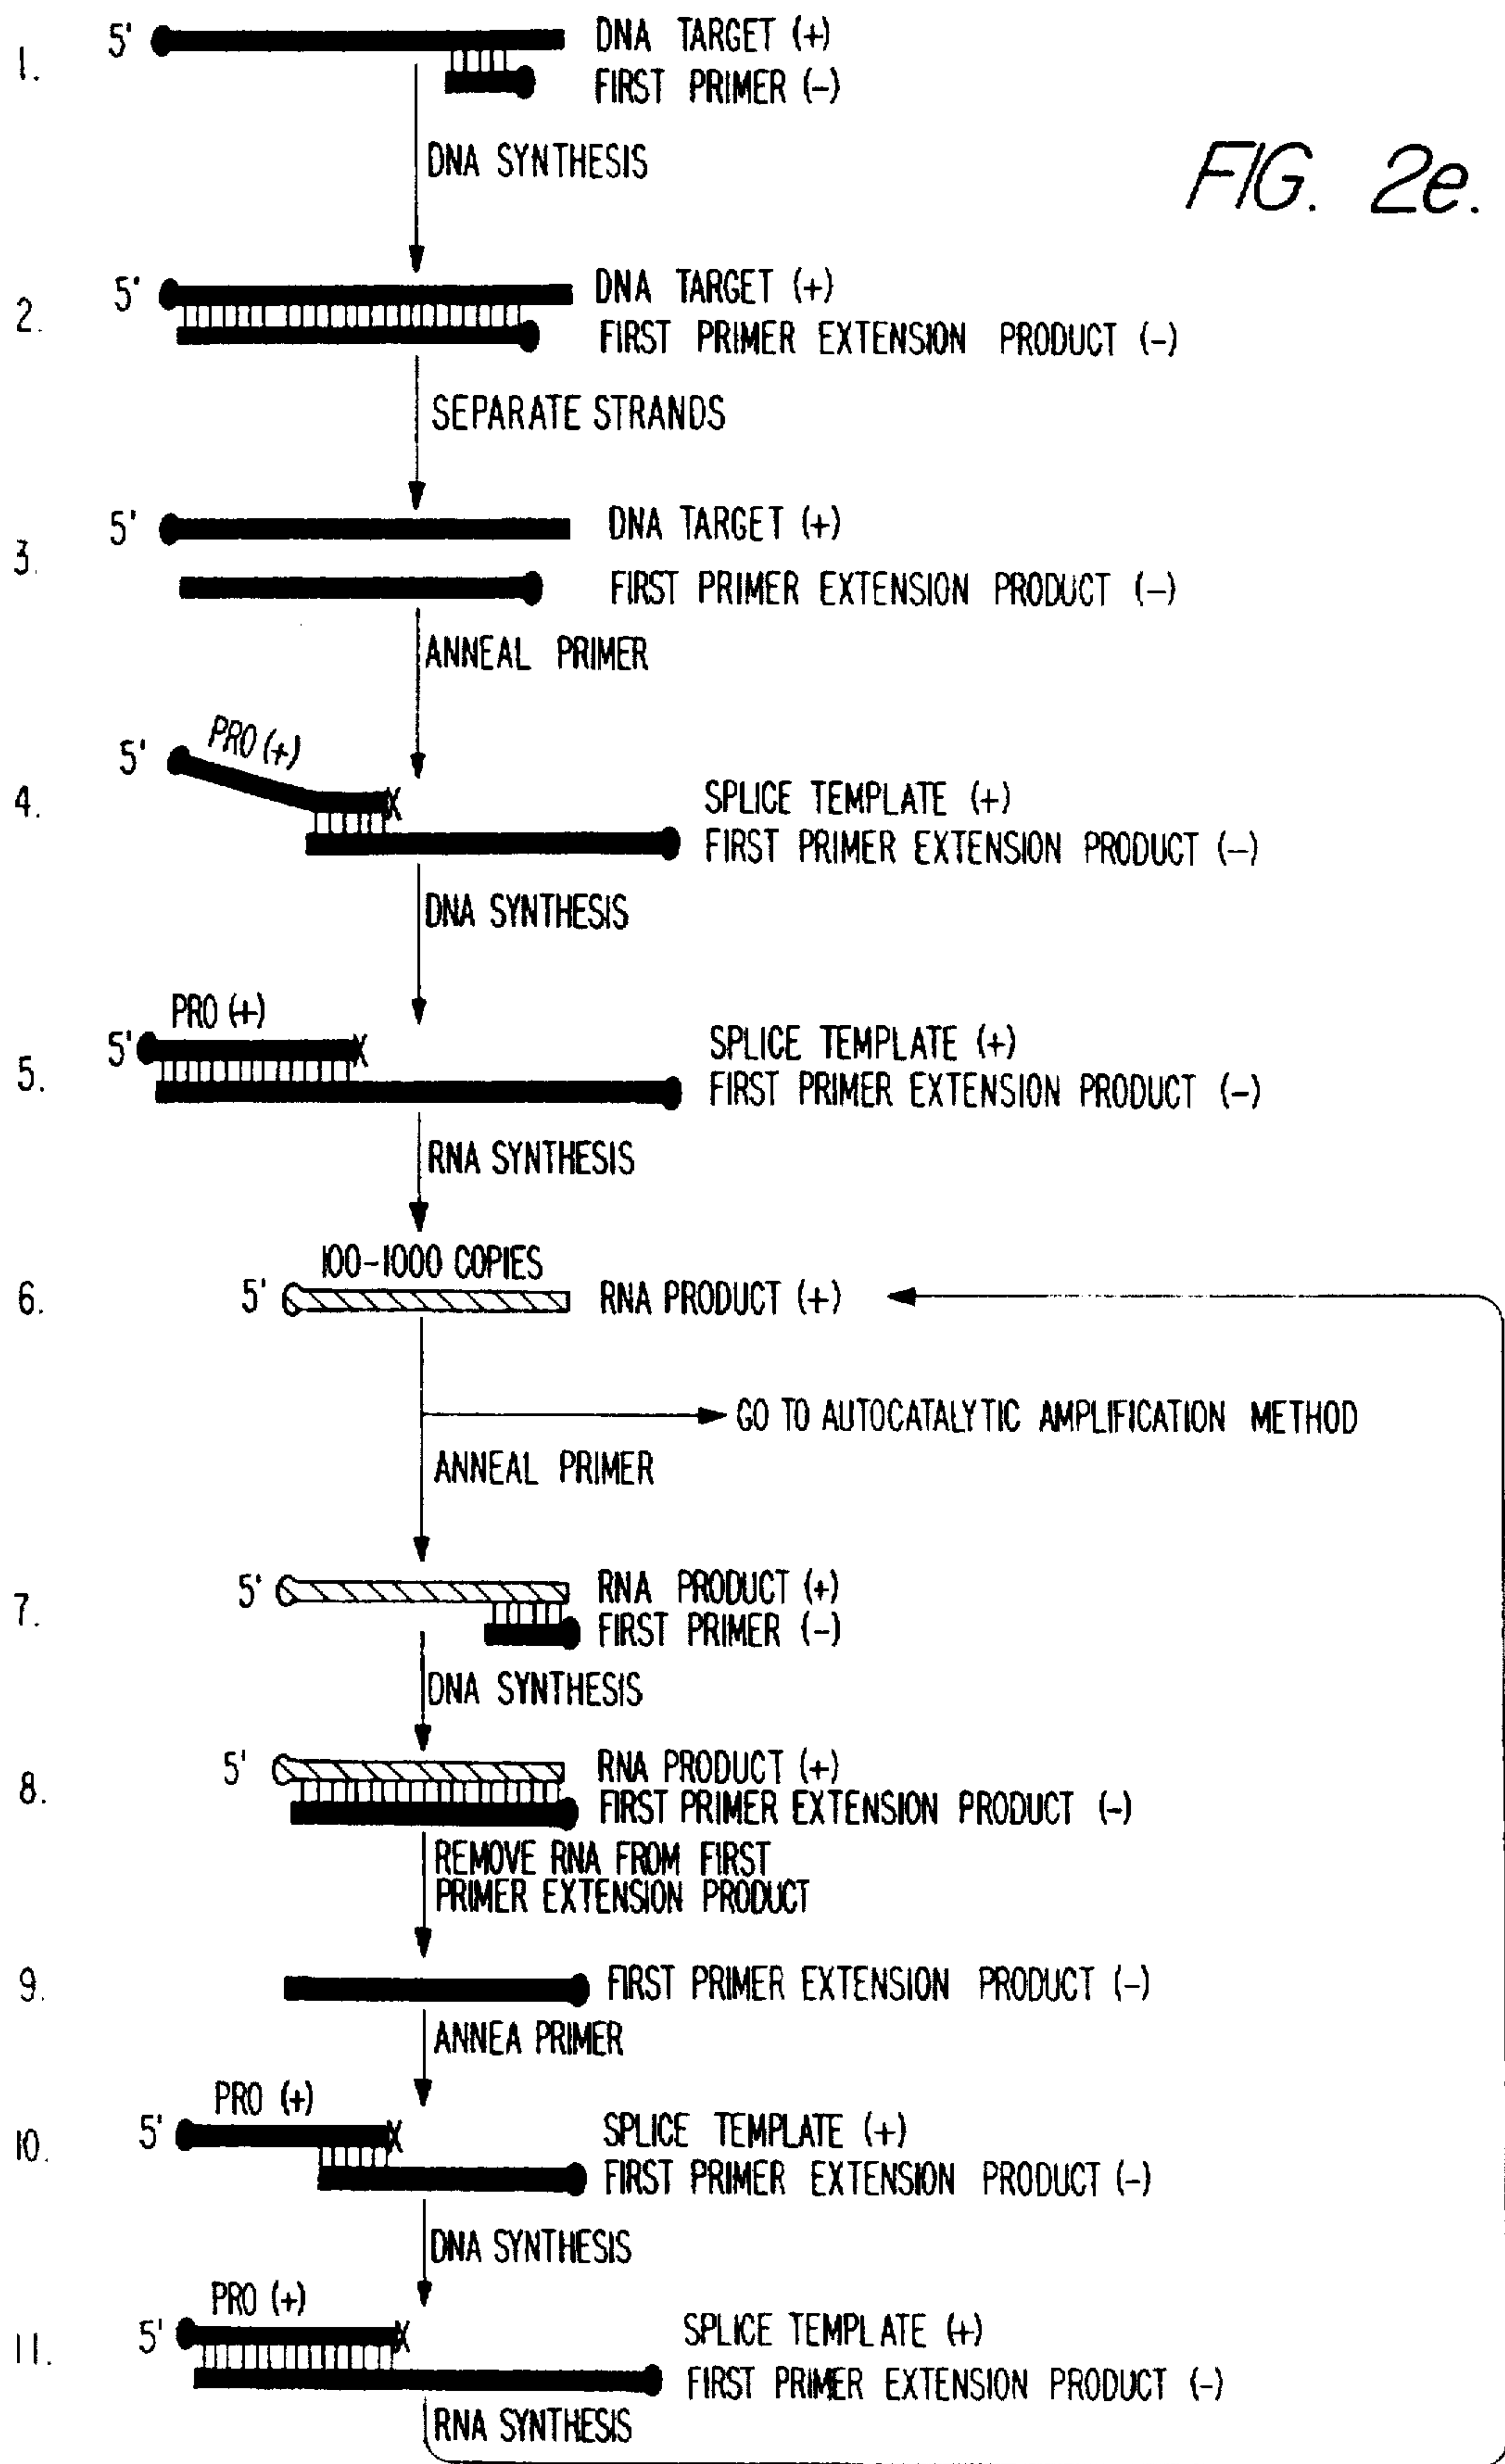 FIG. 2e.
1.
5'
DNA TARGET (+)
FIRST PRIMER (-)
DNA SYNTHESIS
2.
5'
DNA TARGET (+)
FIRST PRIMER EXTENSION PRODUCT (-)
SEPARATE STRANDS
3.
5'
DNA TARGET (+)
FIRST PRIMER EXTENSION PRODUCT (-)
ANNEAL PRIMER
4.
5'
PRO (+)
X
SPLICE TEMPLATE (+)
FIRST PRIMER EXTENSION PRODUCT (-)
DNA SYNTHESIS
5.
PRO (+)
5'
X
SPLICE TEMPLATE (+)
FIRST PRIMER EXTENSION PRODUCT (-)
RNA SYNTHESIS
100-1000 COPIES
6.
5'
RNA PRODUCT (+)
GO TO AUTOCATALYTIC AMPLIFICATION METHOD
ANNEAL PRIMER
7.
5'
RNA PRODUCT (+)
FIRST PRIMER (-)
DNA SYNTHESIS
8.
5'
RNA PRODUCT (+)
FIRST PRIMER EXTENSION PRODUCT (-)
REMOVE RNA FROM FIRST
PRIMER EXTENSION PRODUCT
9.
FIRST PRIMER EXTENSION PRODUCT (-)
ANNEA PRIMER
10.
PRO (+)
5'
X
SPLICE TEMPLATE (+)
FIRST PRIMER EXTENSION PRODUCT (-)
DNA SYNTHESIS
11.
PRO (+)
5'
X
SPLICE TEMPLATE (+)
FIRST PRIMER EXTENSION PRODUCT (-)
RNA SYNTHESIS